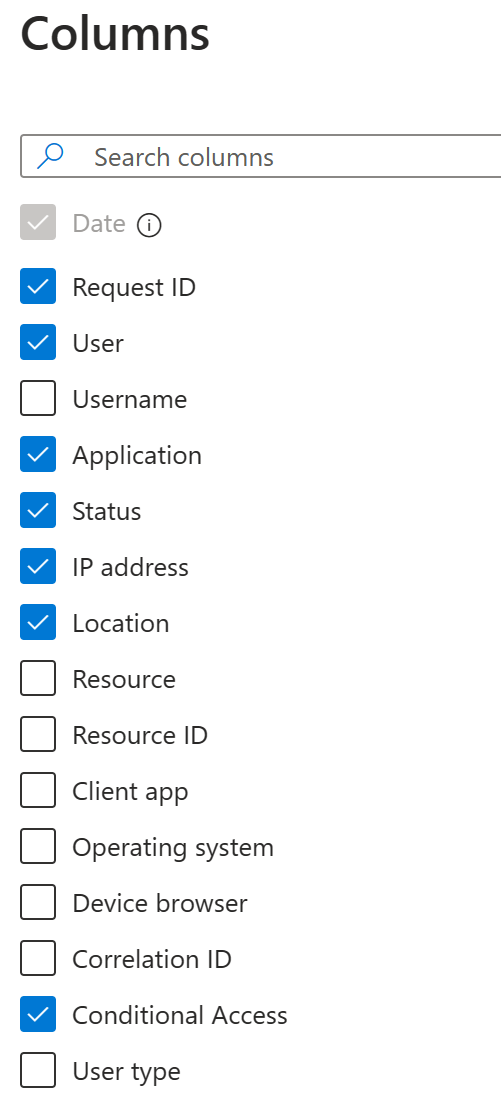 Columns
Search columns
Date
Request ID
User
Username
Application
Status
IP address
Location
Resource
Resource ID
Client app
Operating system
Device browser
Correlation ID
Conditional Access
User type